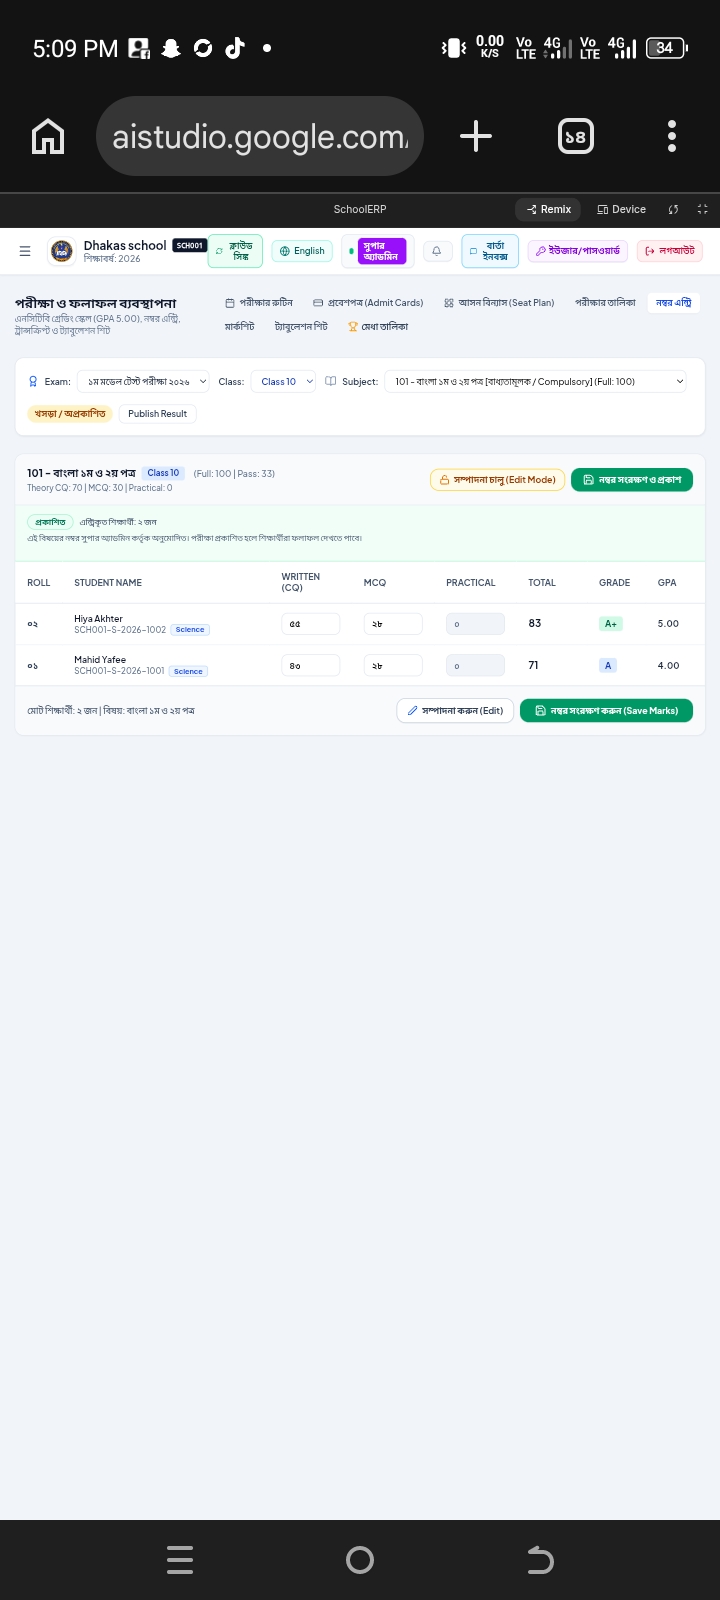 5:09 PM
0.00 K/S Vo LTE 4G Vo LTE 4G 34
aistudio.google.com/
১৪
SchoolERP Remix Device
Dhakas school SCH001
শিক্ষাবর্ষ: 2026
ক্লাউড সিঙ্ক
English
সুপার অ্যাডমিন
বার্তা ইনবক্স
ইউজার/পাসওয়ার্ড
লগআউট
পরীক্ষা ও ফলাফল ব্যবস্থাপনা
এনসিটিবি গ্রেডিং স্কেল (GPA 5.00), নম্বর এন্ট্রি,
ট্রান্সক্রিপ্ট ও ট্যাবুলেশন শিট
পরীক্ষার রুটিন প্রবেশপত্র (Admit Cards) আসন বিন্যাস (Seat Plan) পরীক্ষার তালিকা নম্বর এন্ট্রি
মার্কশিট ট্যাবুলেশন শিট মেধা তালিকা
Exam: ১ম মডেল টেস্ট পরীক্ষা ২০২৬ Class: Class 10 Subject: 101 - বাংলা ১ম ও ২য় পত্র [বাধ্যতামূলক / Compulsory] (Full: 100)
খসড়া / অপ্রকাশিত Publish Result
101 - বাংলা ১ম ও ২য় পত্র Class 10 (Full: 100 | Pass: 33)
Theory CQ: 70 | MCQ: 30 | Practical: 0
সম্পাদনা চালু (Edit Mode) নম্বর সংরক্ষণ ও প্রকাশ
প্রকাশিত এন্ট্রিকৃত শিক্ষার্থী: ২ জন
এই বিষয়ের নম্বর সুপার অ্যাডমিন কর্তৃক অনুমোদিত। পরীক্ষা প্রকাশিত হলে শিক্ষার্থীরা ফলাফল দেখতে পাবে।
ROLL STUDENT NAME WRITTEN (CQ) MCQ PRACTICAL TOTAL GRADE GPA
০২ Hiya Akhter ৫৫ ২৮ ০ 83 A+ 5.00
SCH001-S-2026-1002 Science
০১ Mahid Yafee ৪৩ ২৮ ০ 71 A 4.00
SCH001-S-2026-1001 Science
মোট শিক্ষার্থী: ২ জন | বিষয়: বাংলা ১ম ও ২য় পত্র সম্পাদনা করুন (Edit) নম্বর সংরক্ষণ করুন (Save Marks)